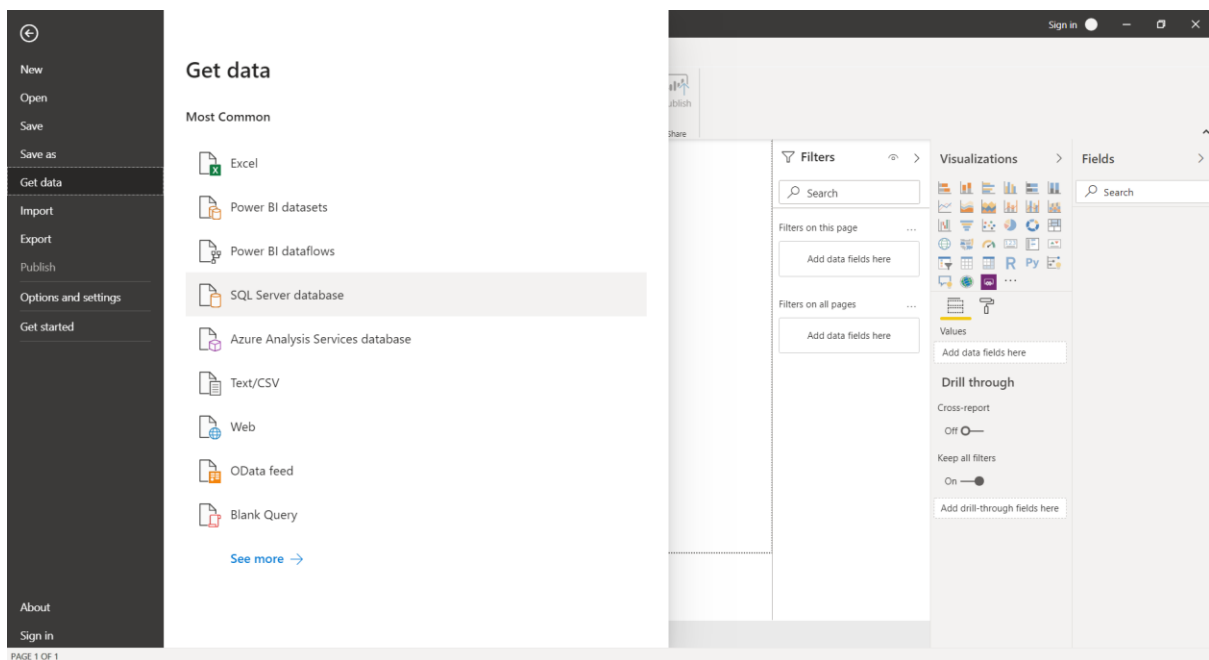 Sign in
New
Open
Save
Save as
Get data
Import
Export
Publish
Options and settings
Get started
About
Sign in
Get data
Most Common
Excel
Power BI datasets
Power BI dataflows
SQL Server database
Azure Analysis Services database
Text/CSV
Web
OData feed
Blank Query
See more →
ublish
Share
Filters
Search
Filters on this page ...
Add data fields here
Filters on all pages ...
Add data fields here
Visualizations
R Py
...
Values
Add data fields here
Drill through
Cross-report
Off
Keep all filters
On
Add drill-through fields here
Fields
Search
PAGE 1 OF 1